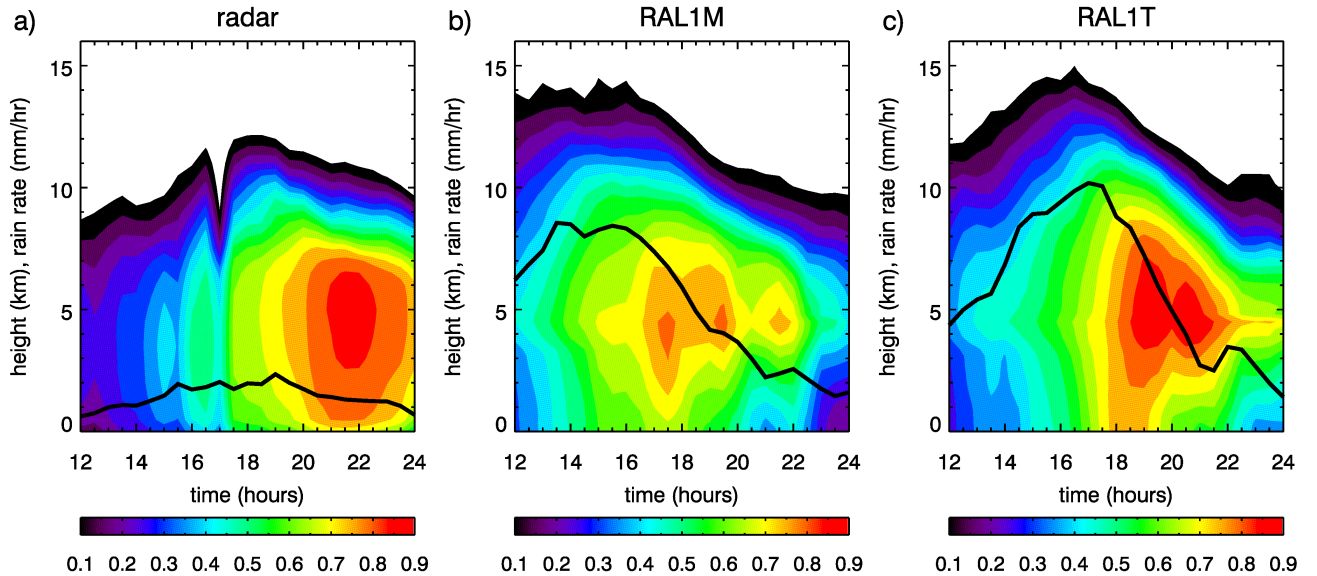 a) radar
height (km), rain rate (mm/hr)
15
10
5
0
12 14 16 18 20 22 24
time (hours)
0.1 0.2 0.3 0.4 0.5 0.6 0.7 0.8 0.9
b) RAL1M
height (km), rain rate (mm/hr)
15
10
5
0
12 14 16 18 20 22 24
time (hours)
0.1 0.2 0.3 0.4 0.5 0.6 0.7 0.8 0.9
c) RAL1T
height (km), rain rate (mm/hr)
15
10
5
0
12 14 16 18 20 22 24
time (hours)
0.1 0.2 0.3 0.4 0.5 0.6 0.7 0.8 0.9